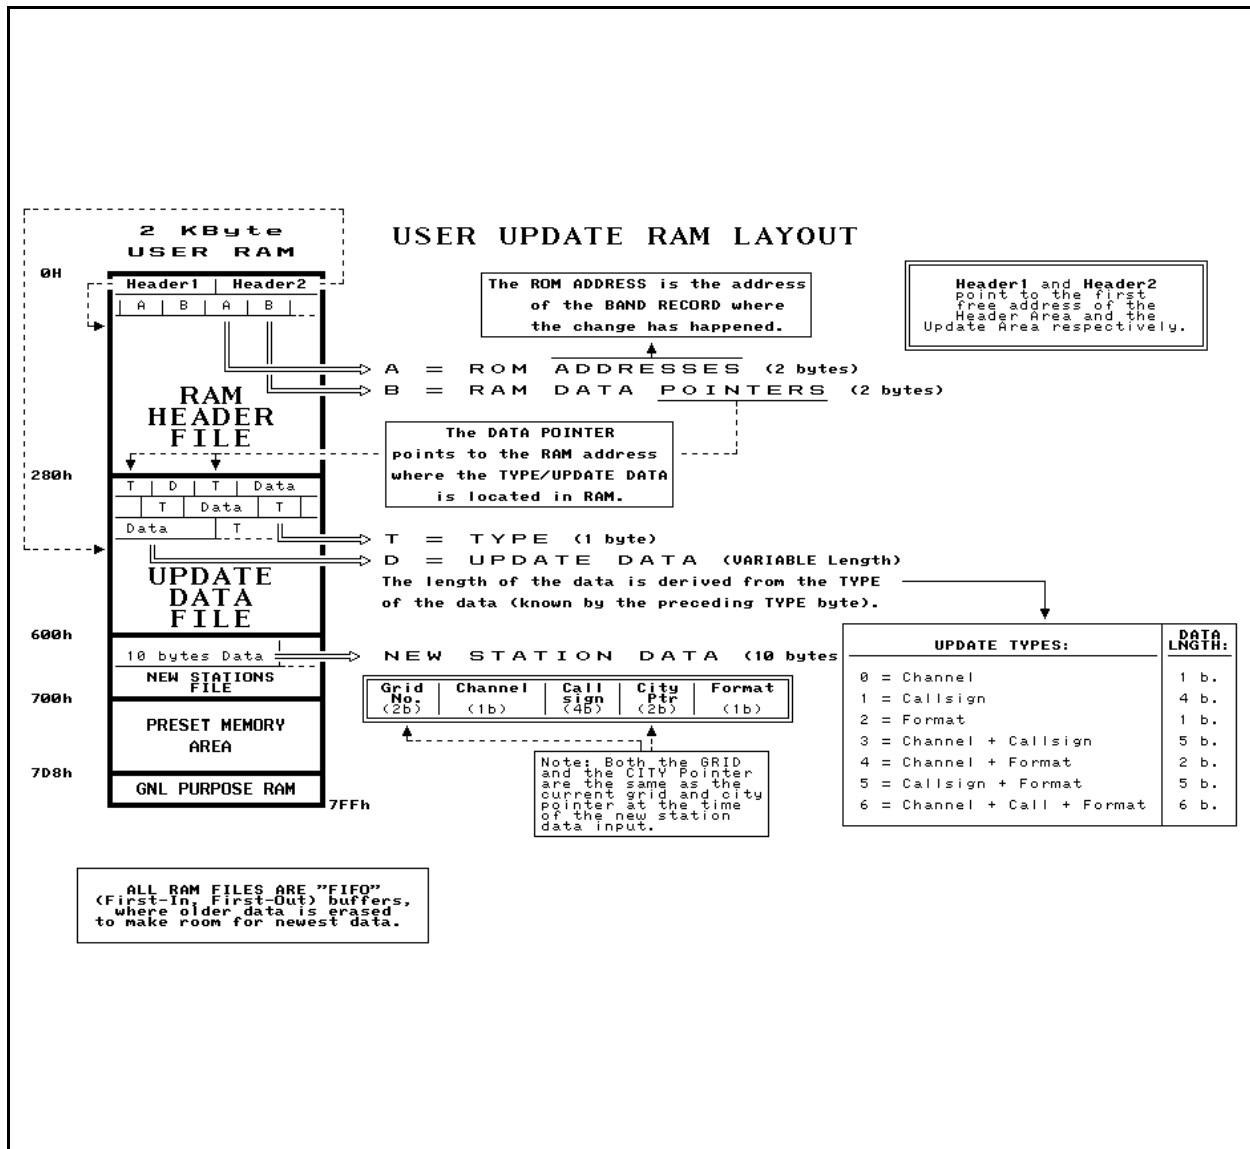 2 KByte
USER RAM
USER UPDATE RAM LAYOUT
0H
Header1 | Header2
A | B | A | B
The ROM ADDRESS is the address
of the BAND RECORD where
the change has happened.
Header1 and Header2
point to the first
free address of the
Header Area and the
Update Area respectively.
A = ROM ADDRESSES (2 bytes)
B = RAM DATA POINTERS (2 bytes)
RAM
HEADER
FILE
The DATA POINTER
points to the RAM address
where the TYPE/UPDATE DATA
is located in RAM.
280h
T | D | T | Data
T | Data | T
Data | T
T = TYPE (1 byte)
D = UPDATE DATA (VARIABLE Length)
The length of the data is derived from the TYPE
of the data (known by the preceding TYPE byte).
UPDATE
DATA
FILE
600h
10 bytes Data
NEW STATION DATA (10 bytes
NEW STATIONS
FILE
700h
Grid No. (2b) | Channel (1b) | Call sign (4b) | City Ptr (2b) | Format (1b)
PRESET MEMORY
AREA
7D8h
GNL PURPOSE RAM
7FFh
Note: Both the GRID
and the CITY Pointer
are the same as the
current grid and city
pointer at the time
of the new station
data input.
UPDATE TYPES: DATA LNGTH:
0 = Channel 1 b.
1 = Callsign 4 b.
2 = Format 1 b.
3 = Channel + Callsign 5 b.
4 = Channel + Format 2 b.
5 = Callsign + Format 5 b.
6 = Channel + Call + Format 6 b.
ALL RAM FILES ARE "FIFO"
(First-In, First-Out) buffers,
where older data is erased
to make room for newest data.